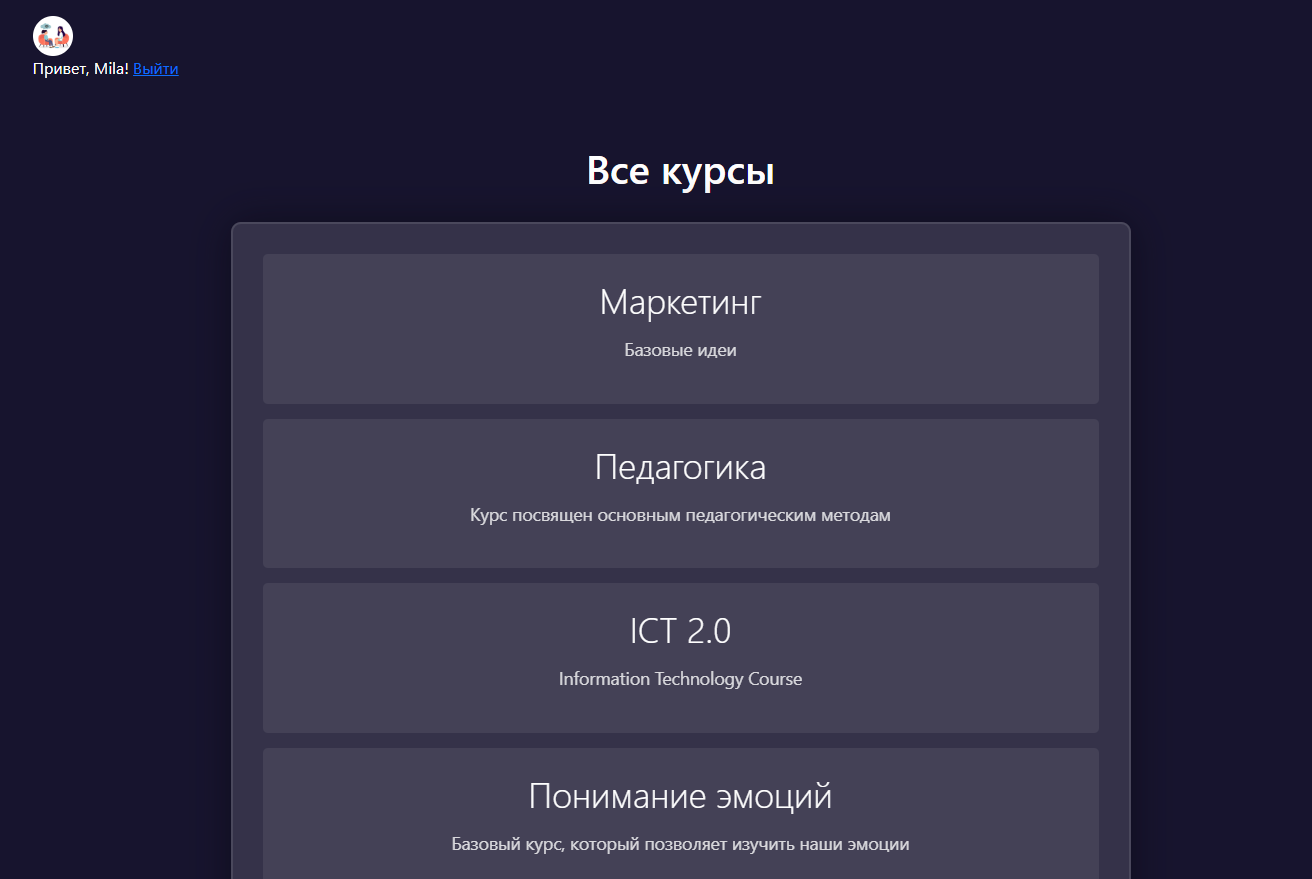 Привет, Mila! Выйти
Все курсы
Маркетинг
Базовые идеи
Педагогика
Курс посвящен основным педагогическим методам
ICT 2.0
Information Technology Course
Понимание эмоций
Базовый курс, который позволяет изучить наши эмоции